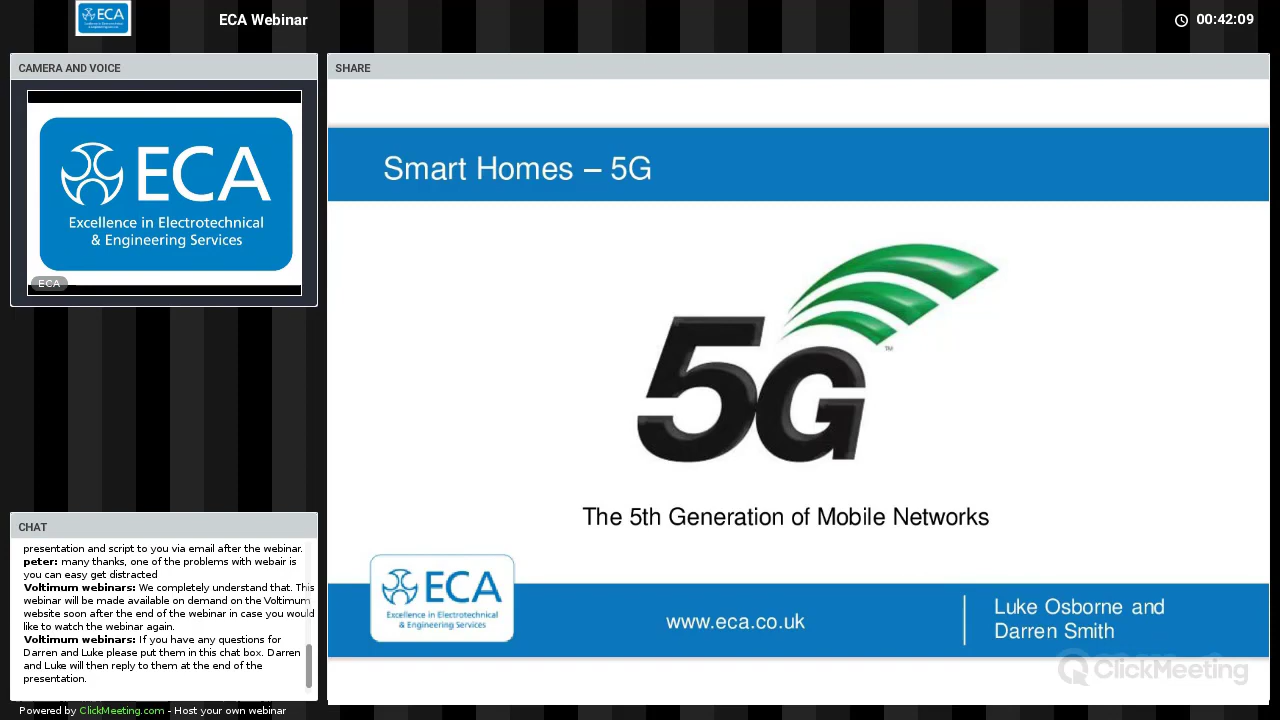 ECA
ECA Webinar
00:42:09
CAMERA AND VOICE
ECA
Excellence in Electrotechnical
& Engineering Services
ECA
SHARE
Smart Homes – 5G
5G
TM
The 5th Generation of Mobile Networks
ECA
Excellence in Electrotechnical
& Engineering Services
www.eca.co.uk
Luke Osborne and
Darren Smith
ClickMeeting
CHAT
presentation and script to you via email after the webinar.
peter: many thanks, one of the problems with webair is
you can easy get distracted
Voltimum webinars: We completely understand that. This
webinar will be made available on demand on the Voltimum
website soon after the end of the webinar in case you would
like to watch the webinar again.
Voltimum webinars: If you have any questions for
Darren and Luke please put them in this chat box. Darren
and Luke will then reply to them at the end of the
presentation.
Powered by ClickMeeting.com - Host your own webinar